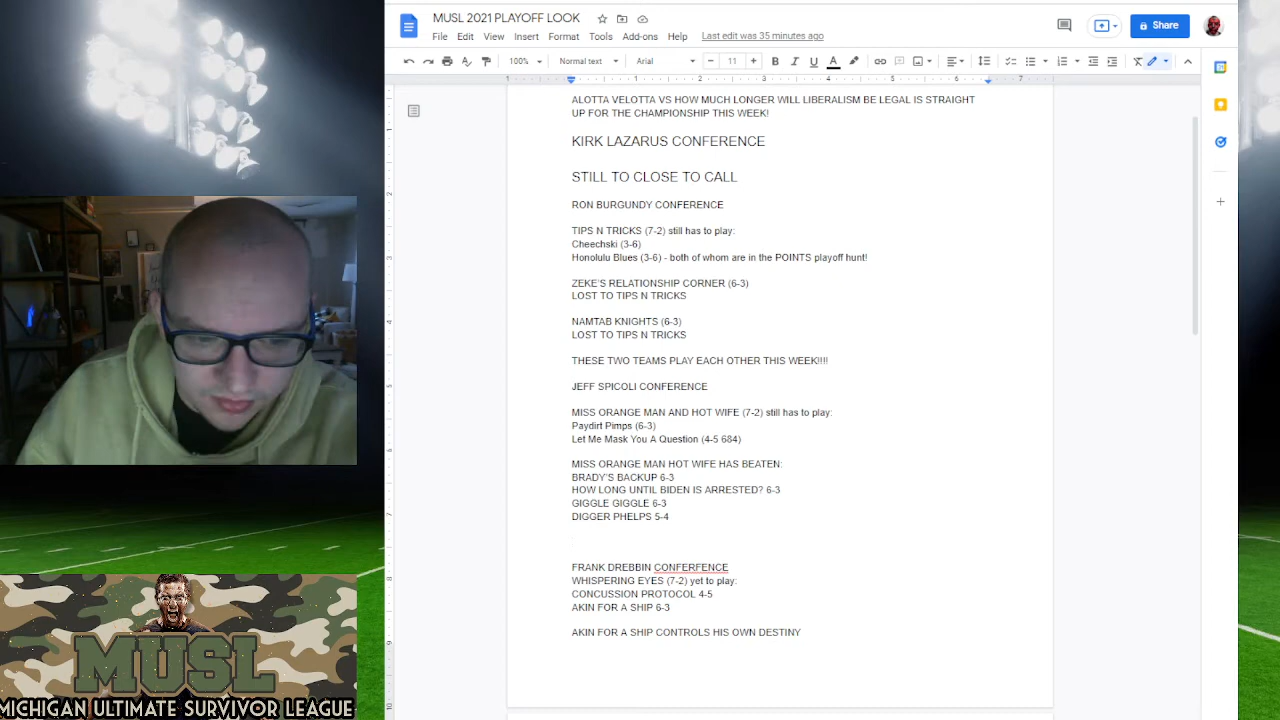 MUSL 2021 PLAYOFF LOOK
File Edit View Insert Format Tools Add-ons Help Last edit was 35 minutes ago
Share
100% Normal text Arial 11 B I U A
1 1 2 3 4 5 6 7
ALOTTA VELOTTA VS HOW MUCH LONGER WILL LIBERALISM BE LEGAL IS STRAIGHT
UP FOR THE CHAMPIONSHIP THIS WEEK!
KIRK LAZARUS CONFERENCE
STILL TO CLOSE TO CALL
RON BURGUNDY CONFERENCE
TIPS N TRICKS (7-2) still has to play:
Cheechski (3-6)
Honolulu Blues (3-6) - both of whom are in the POINTS playoff hunt!
ZEKE'S RELATIONSHIP CORNER (6-3)
LOST TO TIPS N TRICKS
NAMTAB KNIGHTS (6-3)
LOST TO TIPS N TRICKS
THESE TWO TEAMS PLAY EACH OTHER THIS WEEK!!!!
JEFF SPICOLI CONFERENCE
MISS ORANGE MAN AND HOT WIFE (7-2) still has to play:
Paydirt Pimps (6-3)
Let Me Mask You A Question (4-5 684)
MISS ORANGE MAN HOT WIFE HAS BEATEN:
BRADY'S BACKUP 6-3
HOW LONG UNTIL BIDEN IS ARRESTED? 6-3
GIGGLE GIGGLE 6-3
DIGGER PHELPS 5-4
FRANK DREBBIN CONFERFENCE
WHISPERING EYES (7-2) yet to play:
CONCUSSION PROTOCOL 4-5
AKIN FOR A SHIP 6-3
AKIN FOR A SHIP CONTROLS HIS OWN DESTINY
MUSL
MICHIGAN ULTIMATE SURVIVOR LEAGUE